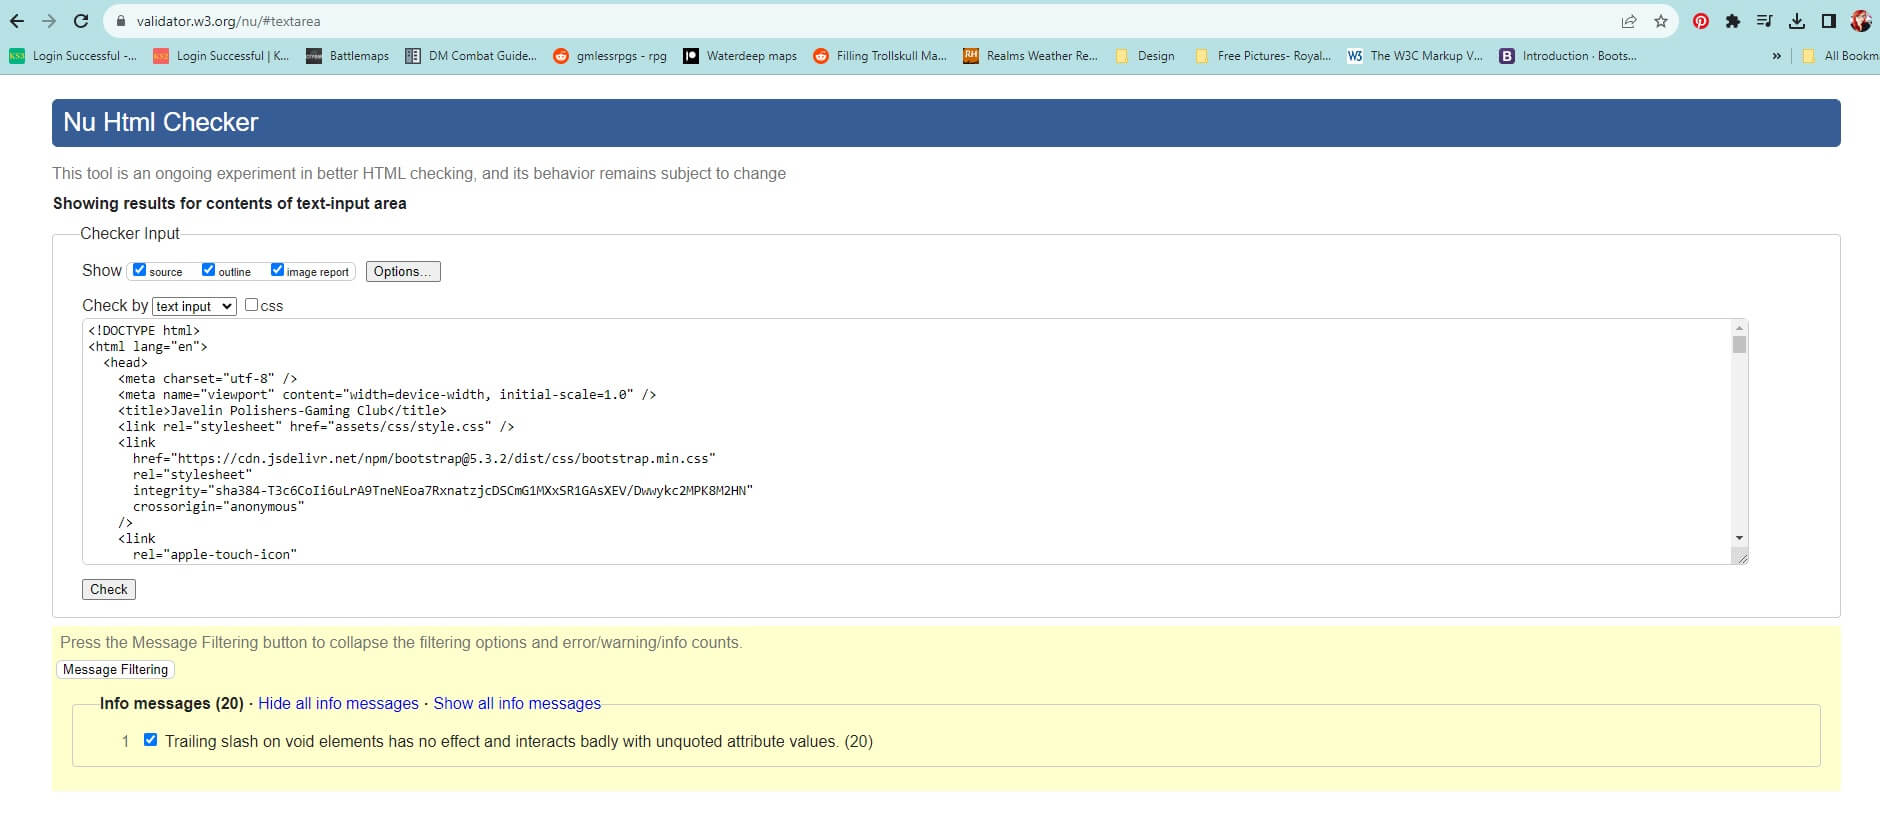 validator.w3.org/nu/#textarea
KS3 Login Successful -... KS2 Login Successful | K... Battlemaps DM Combat Guide... gmlessrpgs - rpg Waterdeep maps Filling Trollskull Ma... RH Realms Weather Re... Design Free Pictures- Royal... W3 The W3C Markup V... B Introduction · Boots... » All Bookm
Nu Html Checker
This tool is an ongoing experiment in better HTML checking, and its behavior remains subject to change
Showing results for contents of text-input area
Checker Input
Show source outline image report Options...
Check by text input css
<!DOCTYPE html>
<html lang="en">
<head>
<meta charset="utf-8" />
<meta name="viewport" content="width=device-width, initial-scale=1.0" />
<title>Javelin Polishers-Gaming Club</title>
<link rel="stylesheet" href="assets/css/style.css" />
<link
href="https://cdn.jsdelivr.net/npm/bootstrap@5.3.2/dist/css/bootstrap.min.css"
rel="stylesheet"
integrity="sha384-T3c6CoIi6uLrA9TneNEoa7RxnatzjcDSCmG1MXxSR1GAsXEV/Dwwykc2MPK8M2HN"
crossorigin="anonymous"
/>
<link
rel="apple-touch-icon"
Check
Press the Message Filtering button to collapse the filtering options and error/warning/info counts.
Message Filtering
Info messages (20) · Hide all info messages · Show all info messages
1 Trailing slash on void elements has no effect and interacts badly with unquoted attribute values. (20)